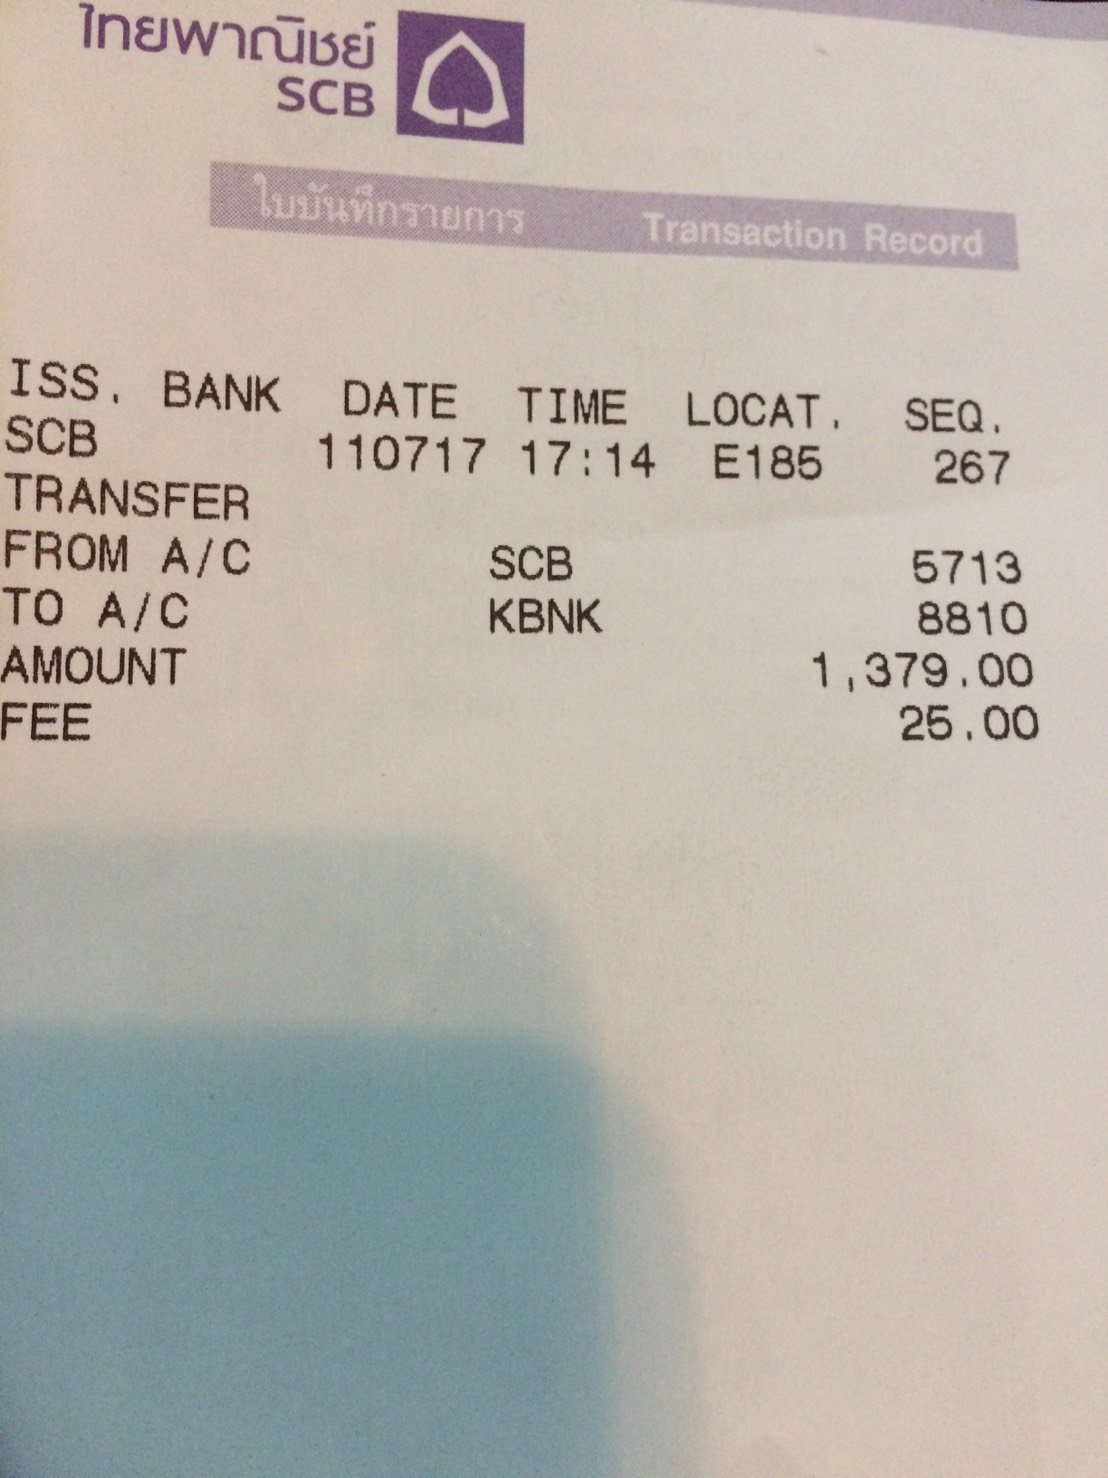 ไทยพาณิชย์
SCB
ใบบันทึกรายการ Transaction Record
ISS. BANK DATE TIME LOCAT. SEQ.
SCB 110717 17:14 E185 267
TRANSFER
FROM A/C SCB 5713
TO A/C KBNK 8810
AMOUNT 1,379.00
FEE 25.00